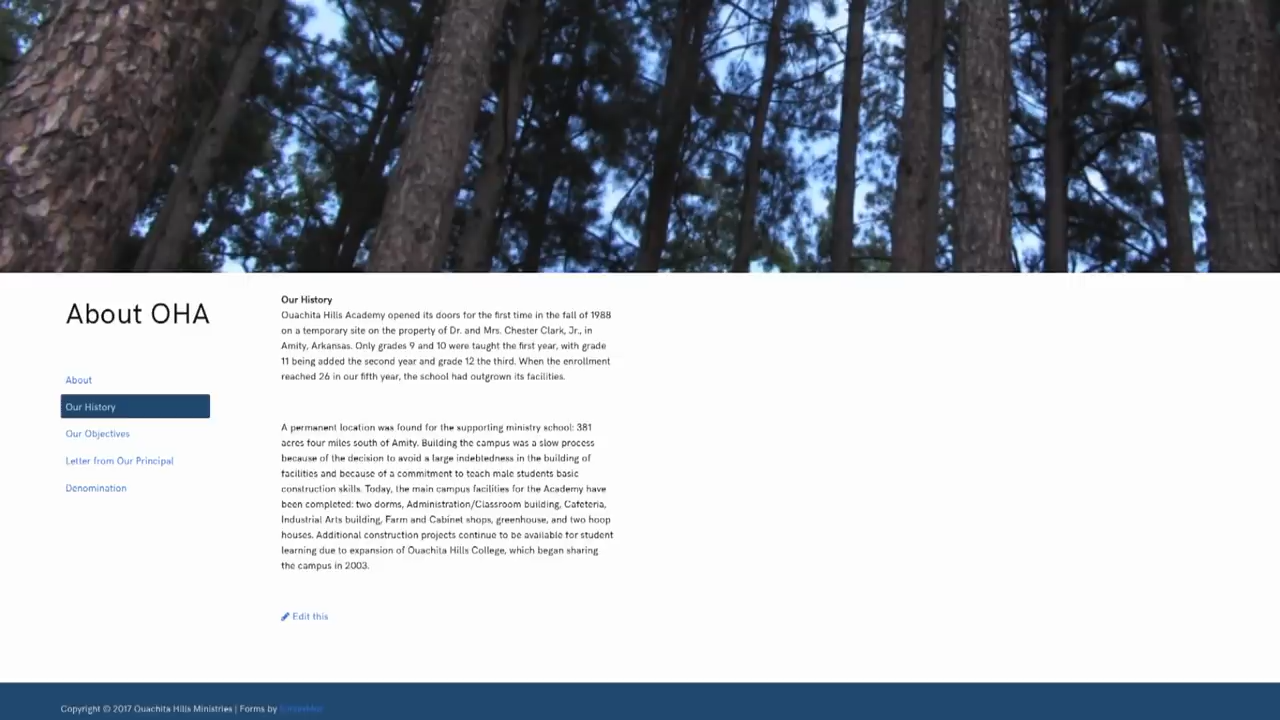 About OHA
About
Our History
Our Objectives
Letter from Our Principal
Denomination
Our History
Ouachita Hills Academy opened its doors for the first time in the fall of 1988
on a temporary site on the property of Dr. and Mrs. Chester Clark, Jr., in
Amity, Arkansas. Only grades 9 and 10 were taught the first year, with grade
11 being added the second year and grade 12 the third. When the enrollment
reached 26 in our fifth year, the school had outgrown its facilities.
A permanent location was found for the supporting ministry school: 381
acres four miles south of Amity. Building the campus was a slow process
because of the decision to avoid a large indebtedness in the building of
facilities and because of a commitment to teach male students basic
construction skills. Today, the main campus facilities for the Academy have
been completed: two dorms, Administration/Classroom building, Cafeteria,
Industrial Arts building, Farm and Cabinet shops, greenhouse, and two hoop
houses. Additional construction projects continue to be available for student
learning due to expansion of Ouachita Hills College, which began sharing
the campus in 2003.
Edit this
Copyright © 2017 Ouachita Hills Ministries | Forms by